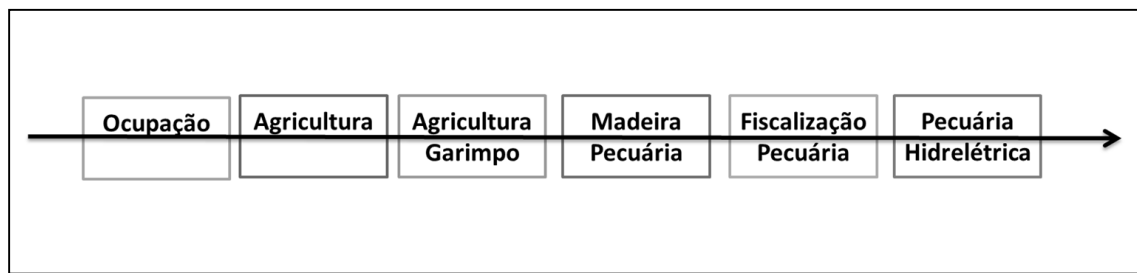 Ocupação
Agricultura
Agricultura
Garimpo
Madeira
Pecuária
Fiscalização
Pecuária
Pecuária
Hidrelétrica